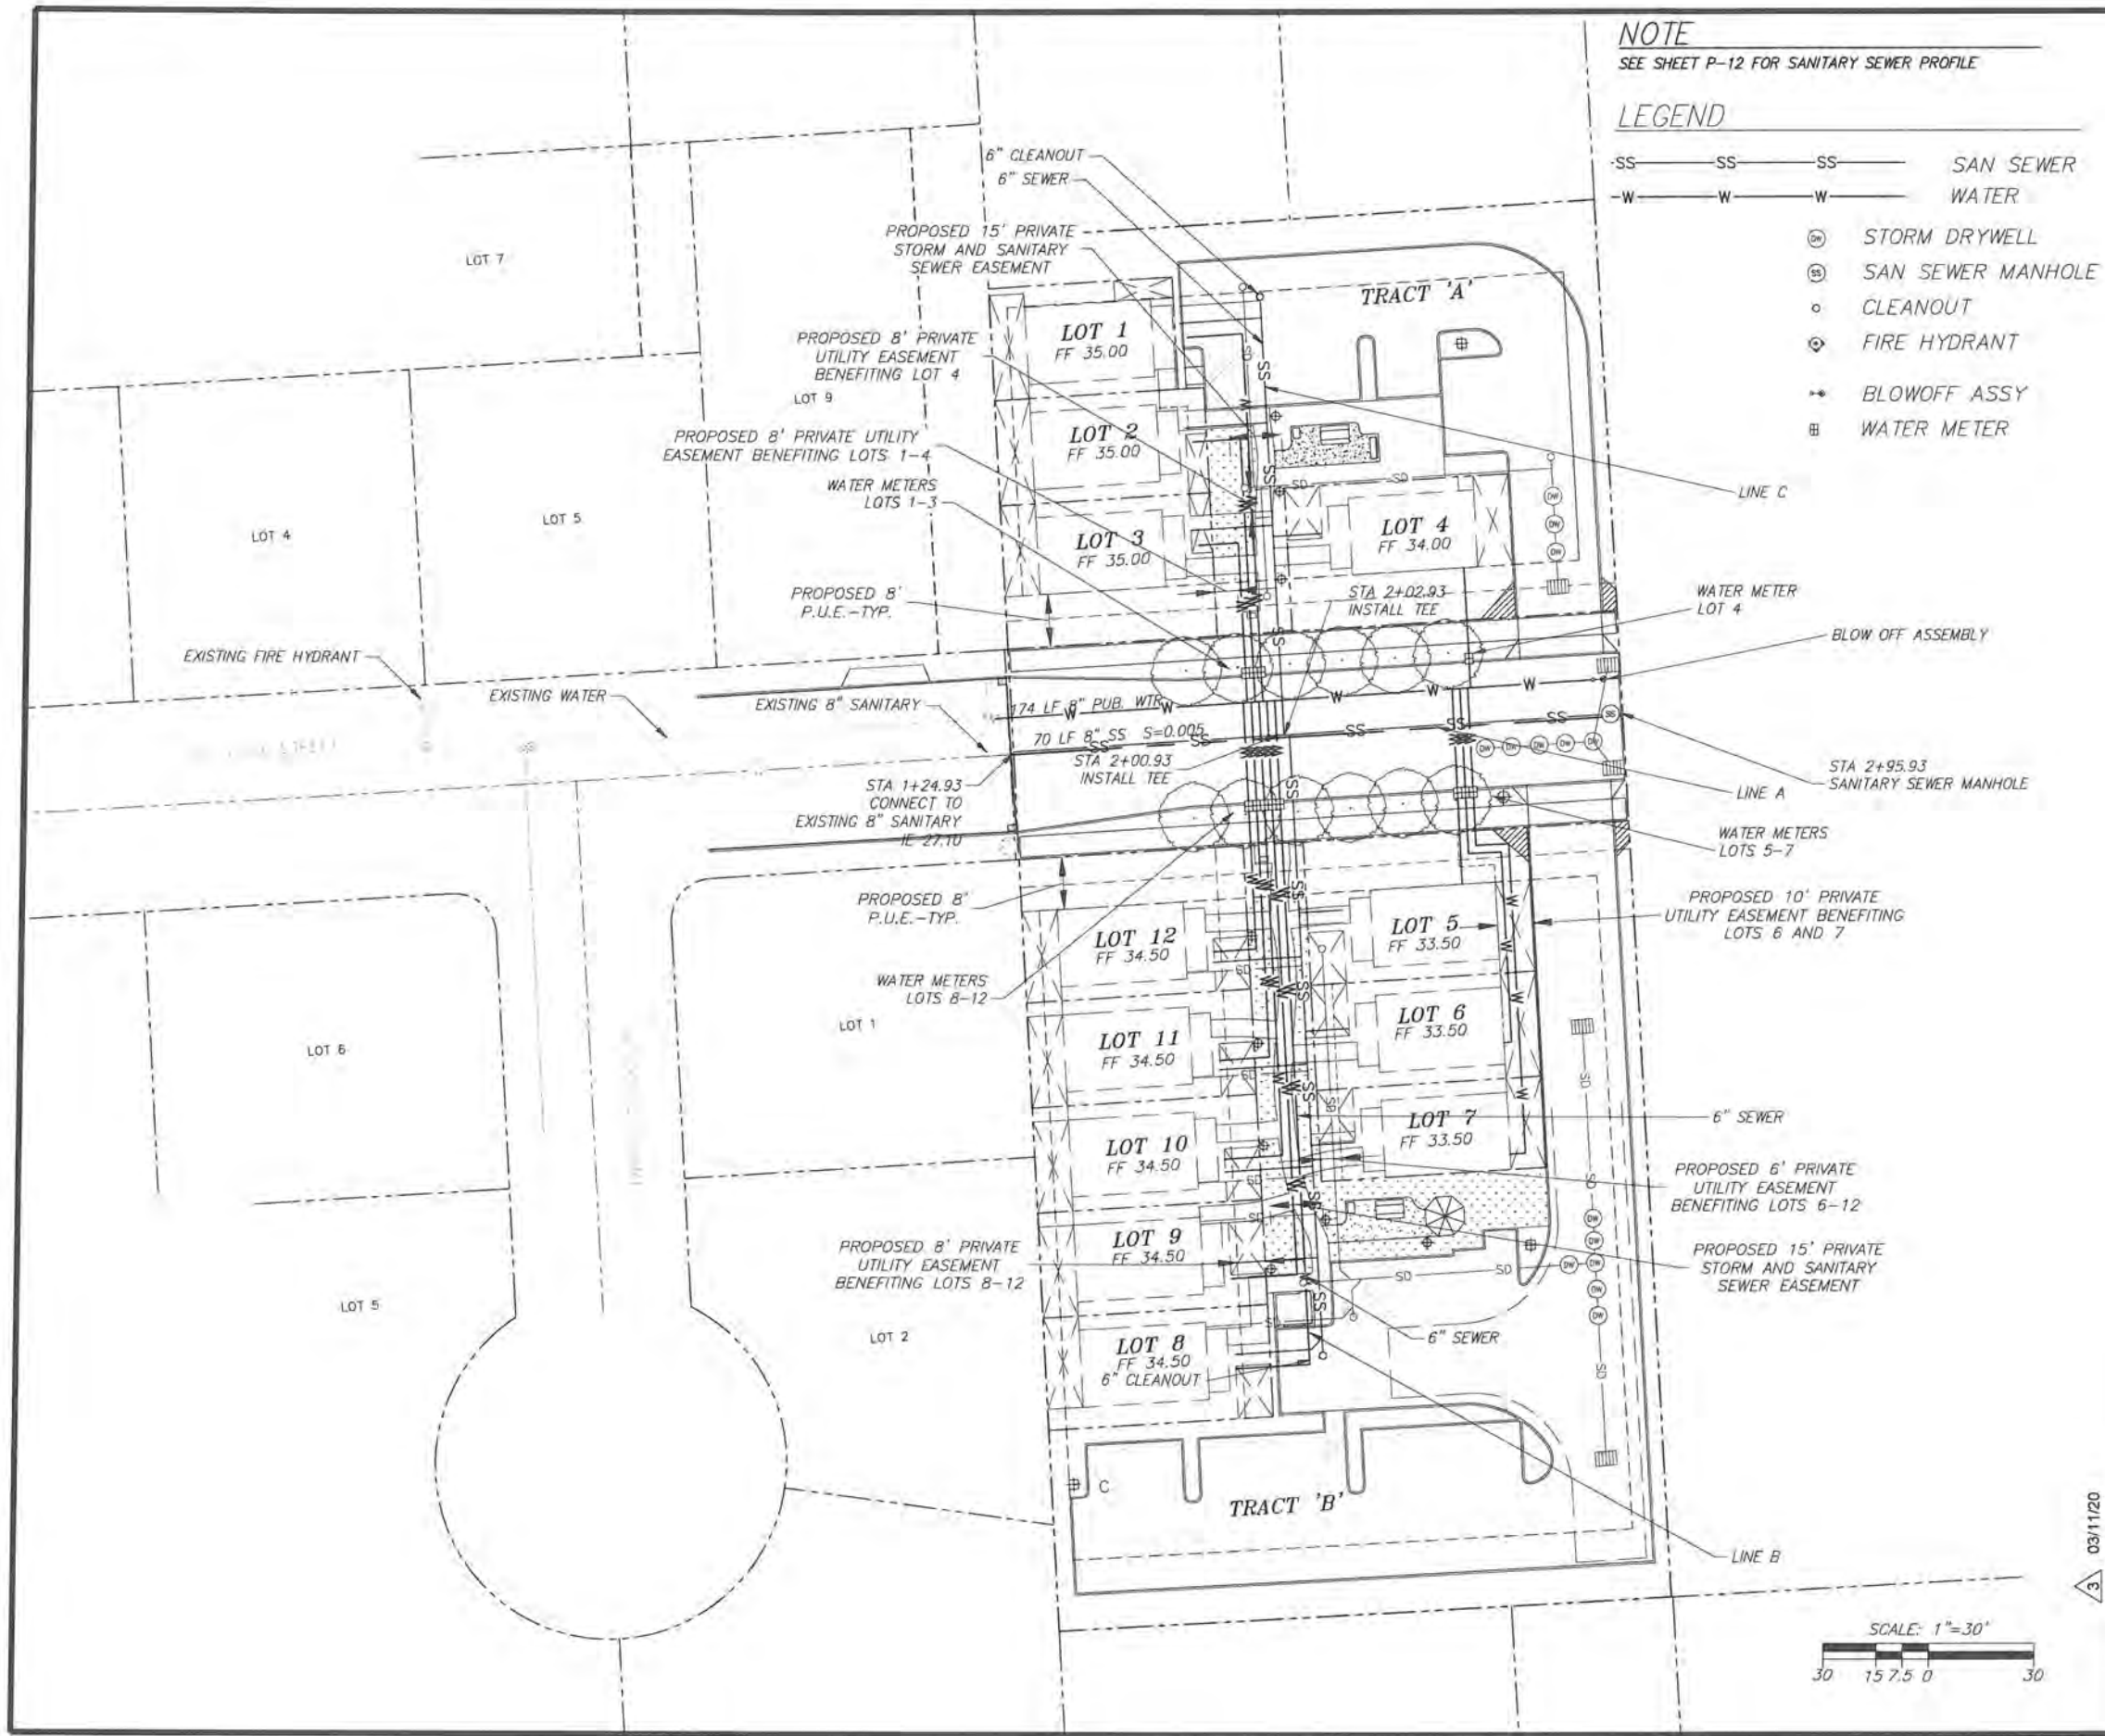 NOTE
SEE SHEET P-12 FOR SANITARY SEWER PROFILE
LEGEND
SS SS SS SAN SEWER
W W W WATER
DW STORM DRYWELL
SS SAN SEWER MANHOLE
CLEANOUT
FIRE HYDRANT
BLOWOFF ASSY
WATER METER
6" CLEANOUT
6" SEWER
PROPOSED 15' PRIVATE
STORM AND SANITARY
SEWER EASEMENT
LOT 7
TRACT 'A'
PROPOSED 8' PRIVATE
UTILITY EASEMENT
BENEFITING LOT 4
LOT 1
FF 35.00
LOT 9
PROPOSED 8' PRIVATE UTILITY
EASEMENT BENEFITING LOTS 1-4
LOT 2
FF 35.00
WATER METERS
LOTS 1-3
LINE C
LOT 4
LOT 5
LOT 3
FF 35.00
LOT 4
FF 34.00
PROPOSED 8'
P.U.E.-TYP.
STA 2+02.93
INSTALL TEE
WATER METER
LOT 4
BLOW OFF ASSEMBLY
EXISTING FIRE HYDRANT
EXISTING WATER
EXISTING 8" SANITARY
174 LF 8" PUB. WTR
70 LF 8" SS S=0.005
STA 2+00.93
INSTALL TEE
STA 1+24.93
CONNECT TO
EXISTING 8" SANITARY
IE 27.10
STA 2+95.93
SANITARY SEWER MANHOLE
LINE A
WATER METERS
LOTS 5-7
PROPOSED 8'
P.U.E.-TYP.
PROPOSED 10' PRIVATE
UTILITY EASEMENT BENEFITING
LOTS 6 AND 7
LOT 12
FF 34.50
LOT 5
FF 33.50
WATER METERS
LOTS 8-12
LOT 1
LOT 6
LOT 11
FF 34.50
LOT 6
FF 33.50
LOT 7
FF 33.50
6" SEWER
LOT 10
FF 34.50
PROPOSED 6' PRIVATE
UTILITY EASEMENT
BENEFITING LOTS 6-12
PROPOSED 8' PRIVATE
UTILITY EASEMENT
BENEFITING LOTS 8-12
LOT 9
FF 34.50
PROPOSED 15' PRIVATE
STORM AND SANITARY
SEWER EASEMENT
LOT 5
LOT 2
LOT 8
FF 34.50
6" CLEANOUT
6" SEWER
C
TRACT 'B'
LINE B
3 03/11/20
SCALE: 1"=30'
30 15 7.5 0 30